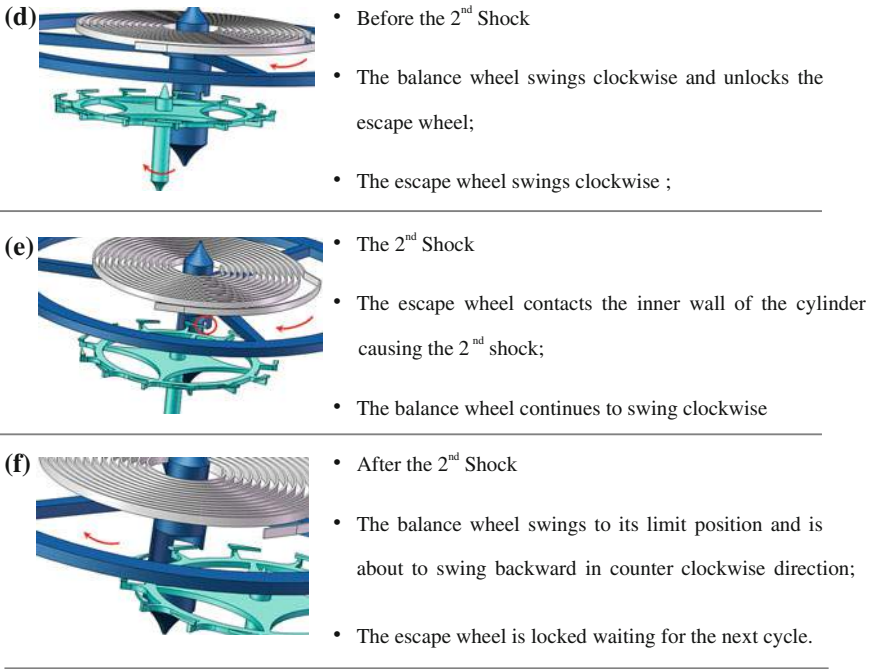 (d)
• Before the 2nd Shock
• The balance wheel swings clockwise and unlocks the
escape wheel;
• The escape wheel swings clockwise ;
(e)
• The 2nd Shock
• The escape wheel contacts the inner wall of the cylinder
causing the 2nd shock;
• The balance wheel continues to swing clockwise
(f)
• After the 2nd Shock
• The balance wheel swings to its limit position and is
about to swing backward in counter clockwise direction;
• The escape wheel is locked waiting for the next cycle.